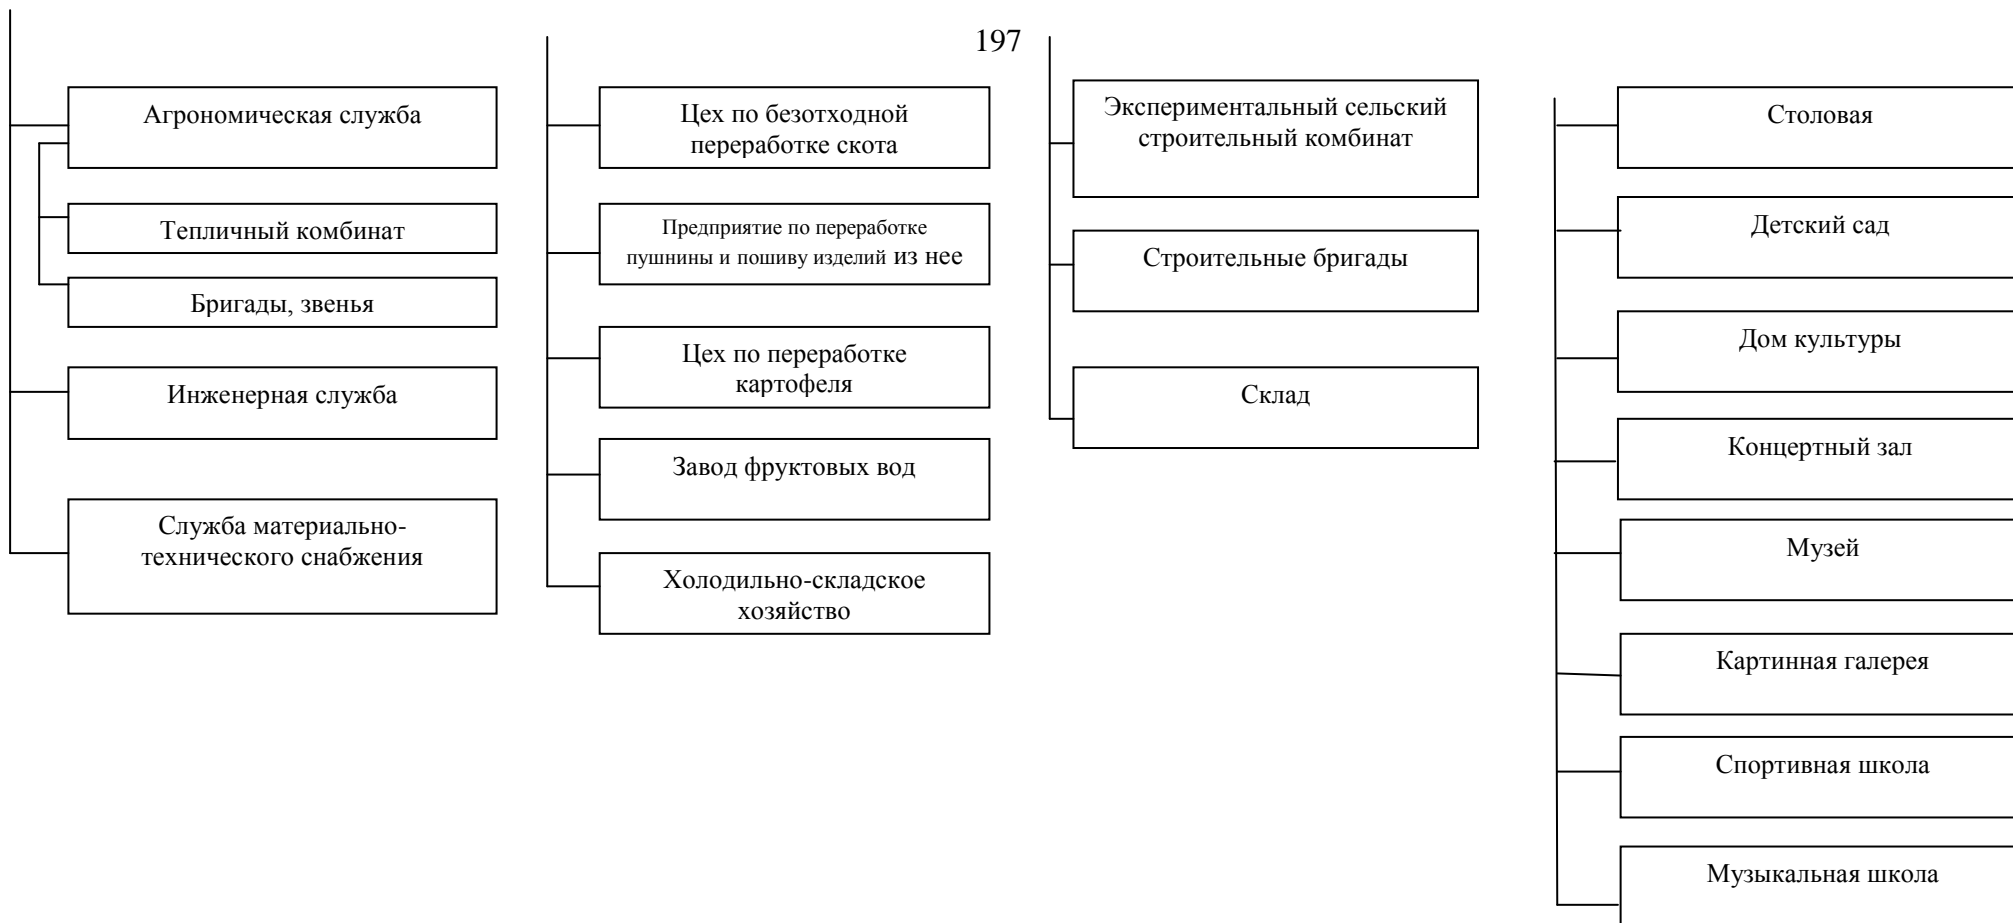 197
Агрономическая служба
Тепличный комбинат
Бригады, звенья
Инженерная служба
Служба материально-
технического снабжения
Цех по безотходной
переработке скота
Предприятие по переработке
пушнины и пошиву изделий из нее
Цех по переработке
картофеля
Завод фруктовых вод
Холодильно-складское
хозяйство
Экспериментальный сельский
строительный комбинат
Строительные бригады
Склад
Столовая
Детский сад
Дом культуры
Концертный зал
Музей
Картинная галерея
Спортивная школа
Музыкальная школа